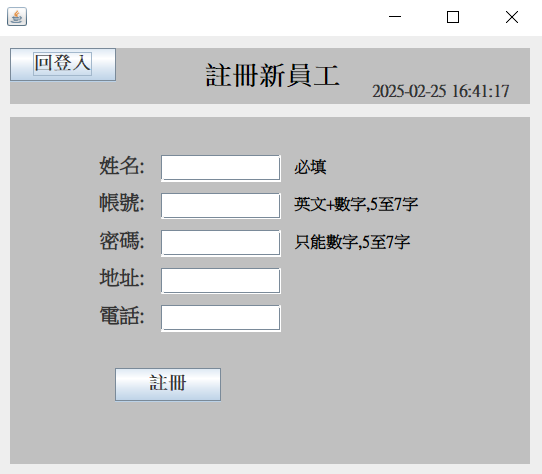 回登入
註冊新員工
2025-02-25 16:41:17
姓名: 必填
帳號: 英文+數字,5至7字
密碼: 只能數字,5至7字
地址:
電話:
註冊